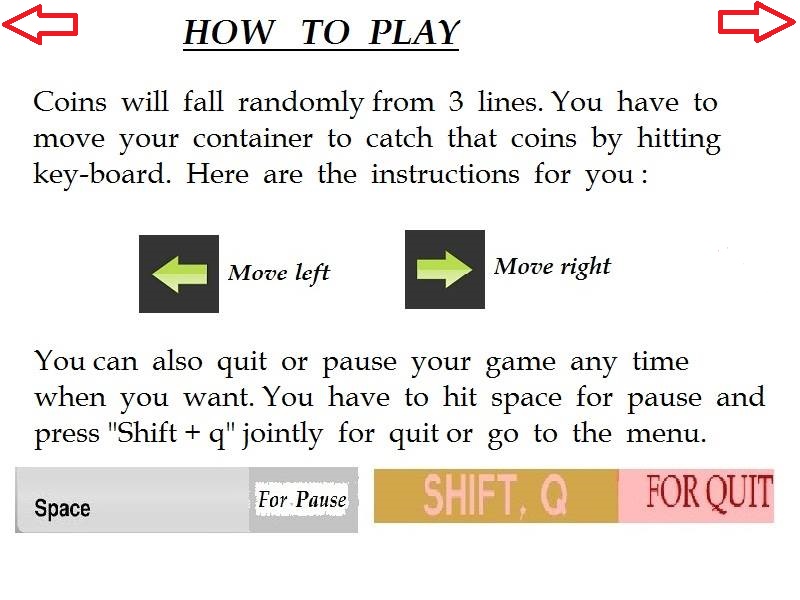 HOW TO PLAY
Coins will fall randomly from 3 lines. You have to
move your container to catch that coins by hitting
key-board. Here are the instructions for you :
Move left
Move right
You can also quit or pause your game any time
when you want. You have to hit space for pause and
press "Shift + q" jointly for quit or go to the menu.
Space
For Pause
SHIFT, Q
FOR QUIT